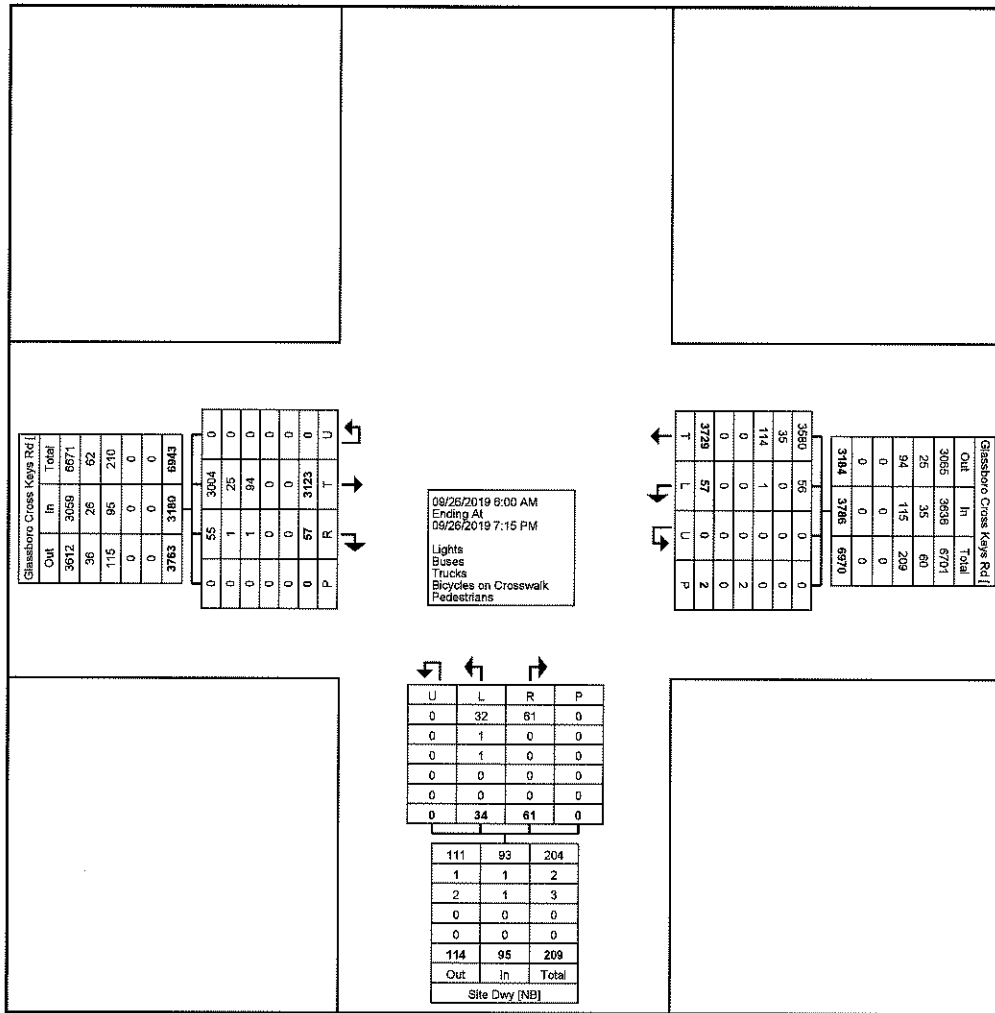 Glassboro Cross Keys Rd [
Out In Total
3612 3059 6671
36 26 62
115 95 210
0 0 0
0 0 0
3763 3180 6943
0 55 3004 0
0 1 25 0
0 1 94 0
0 0 0 0
0 0 0 0
0 57 3123 0
P R T U
09/26/2019 6:00 AM
Ending At
09/26/2019 7:15 PM
Lights
Buses
Trucks
Bicycles on Crosswalk
Pedestrians
Glassboro Cross Keys Rd [
Out In Total
3065 3636 6701
25 35 60
94 115 209
0 0 0
0 0 0
3184 3786 6970
3580 56 0 0
35 0 0 0
114 1 0 0
0 0 0 2
0 0 0 0
3729 57 0 2
T L U P
U L R P
0 32 61 0
0 1 0 0
0 1 0 0
0 0 0 0
0 0 0 0
0 34 61 0
111 93 204
1 1 2
2 1 3
0 0 0
0 0 0
114 95 209
Out In Total
Site Dwy [NB]